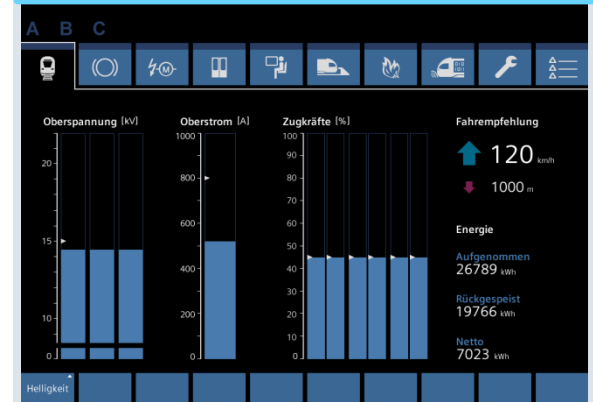 A B C
Oberspannung [kV]
20
15
10
0
Oberstrom [A]
1000
800
600
400
200
0
Zugkräfte [%]
100
90
80
70
60
50
40
30
20
10
0
Fahrempfehlung
120 km/h
1000 m
Energie
Aufgenommen
26789 kWh
Rückgespeist
19766 kWh
Netto
7023 kWh
Helligkeit